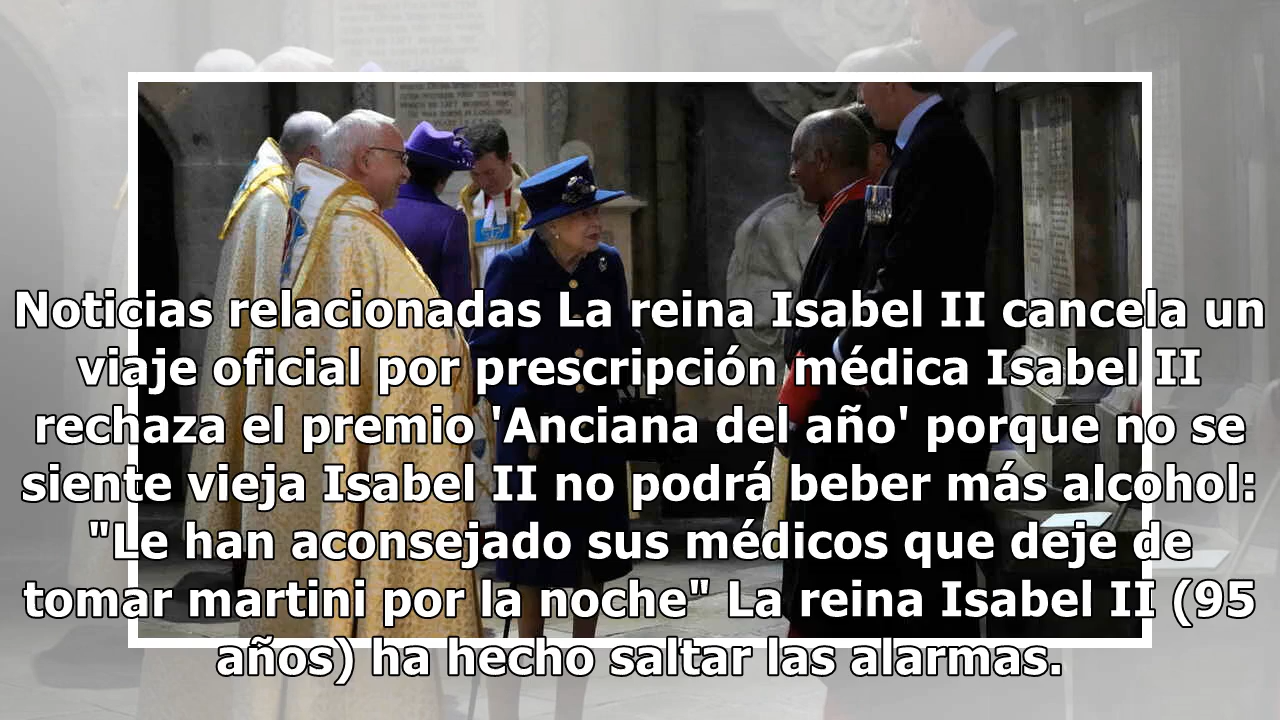 Noticias relacionadas La reina Isabel II cancela un
viaje oficial por prescripción médica Isabel II
rechaza el premio 'Anciana del año' porque no se
siente vieja Isabel II no podrá beber más alcohol:
"Le han aconsejado sus médicos que deje de
tomar martini por la noche" La reina Isabel II (95
años) ha hecho saltar las alarmas.